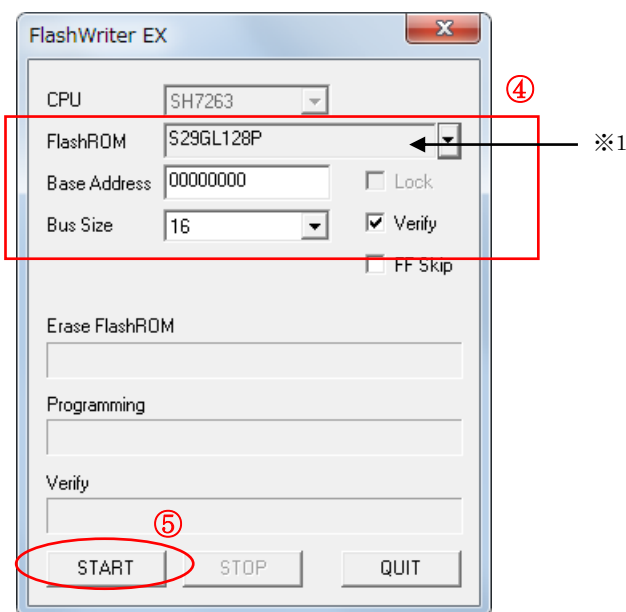 FlashWriter EX
CPU SH7263
④
FlashROM S29GL128P ※1
Base Address 00000000 Lock
Bus Size 16 Verify
FF Skip
Erase FlashROM
Programming
Verify
⑤
START STOP QUIT